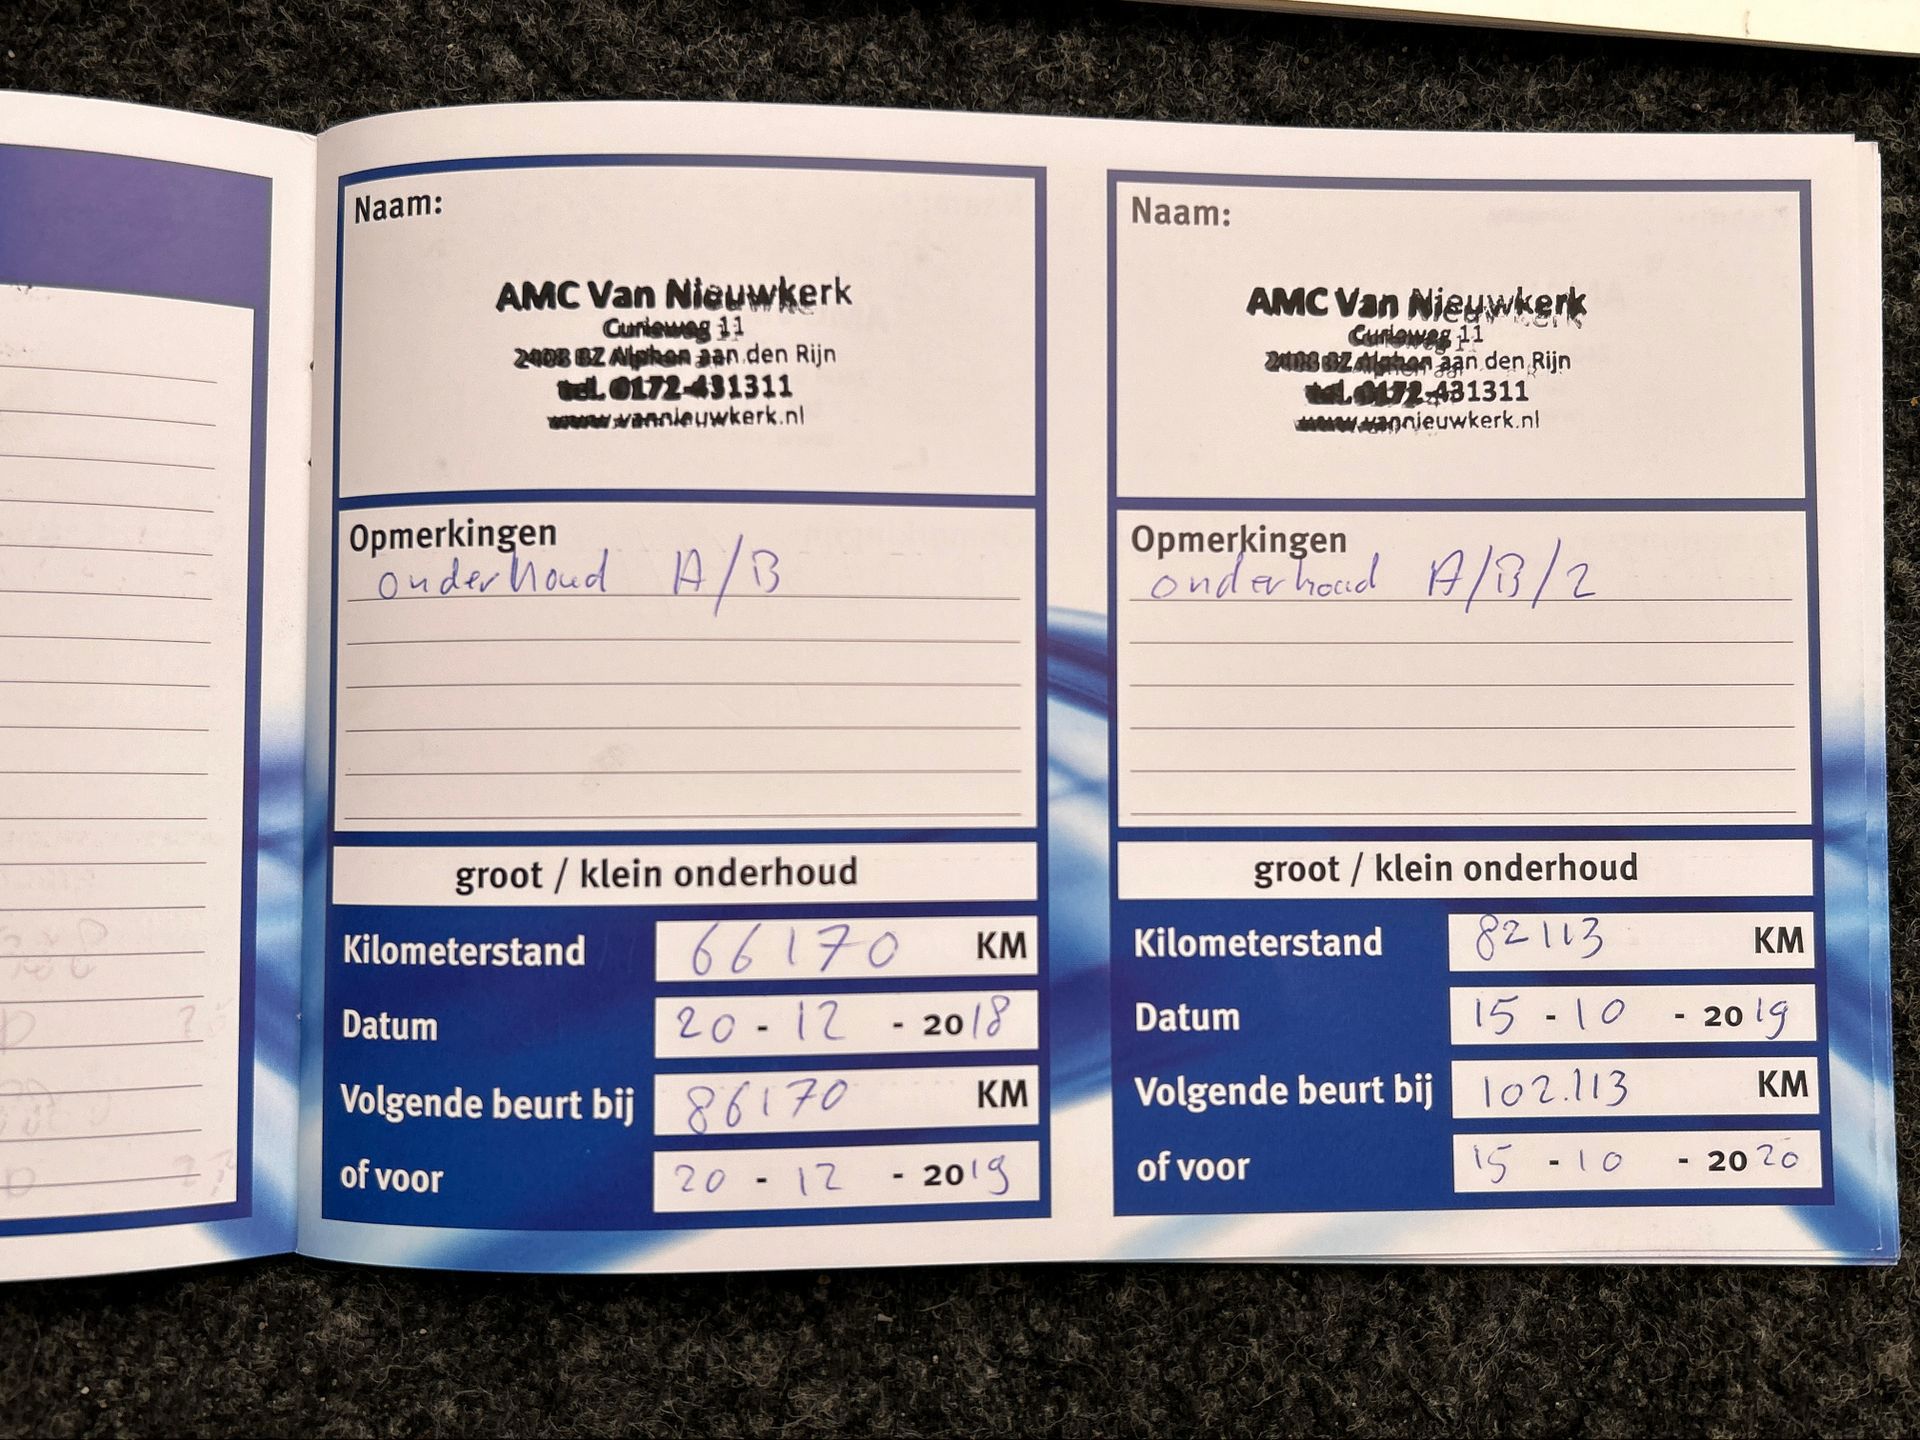 Naam:
AMC Van Nieuwkerk
Curieweg 11
2408 BZ Alphen aan den Rijn
tel. 0172-431311
www.vannieuwkerk.nl
Opmerkingen
onderhoud A/B
groot / klein onderhoud
Kilometerstand 66170 KM
Datum 20 - 12 - 2018
Volgende beurt bij 86170 KM
of voor 20 - 12 - 2019
Naam:
AMC Van Nieuwkerk
Curieweg 11
2408 BZ Alphen aan den Rijn
tel. 0172-431311
www.vannieuwkerk.nl
Opmerkingen
onderhoud A/B/2
groot / klein onderhoud
Kilometerstand 82113 KM
Datum 15 - 10 - 2019
Volgende beurt bij 102.113 KM
of voor 15 - 10 - 2020